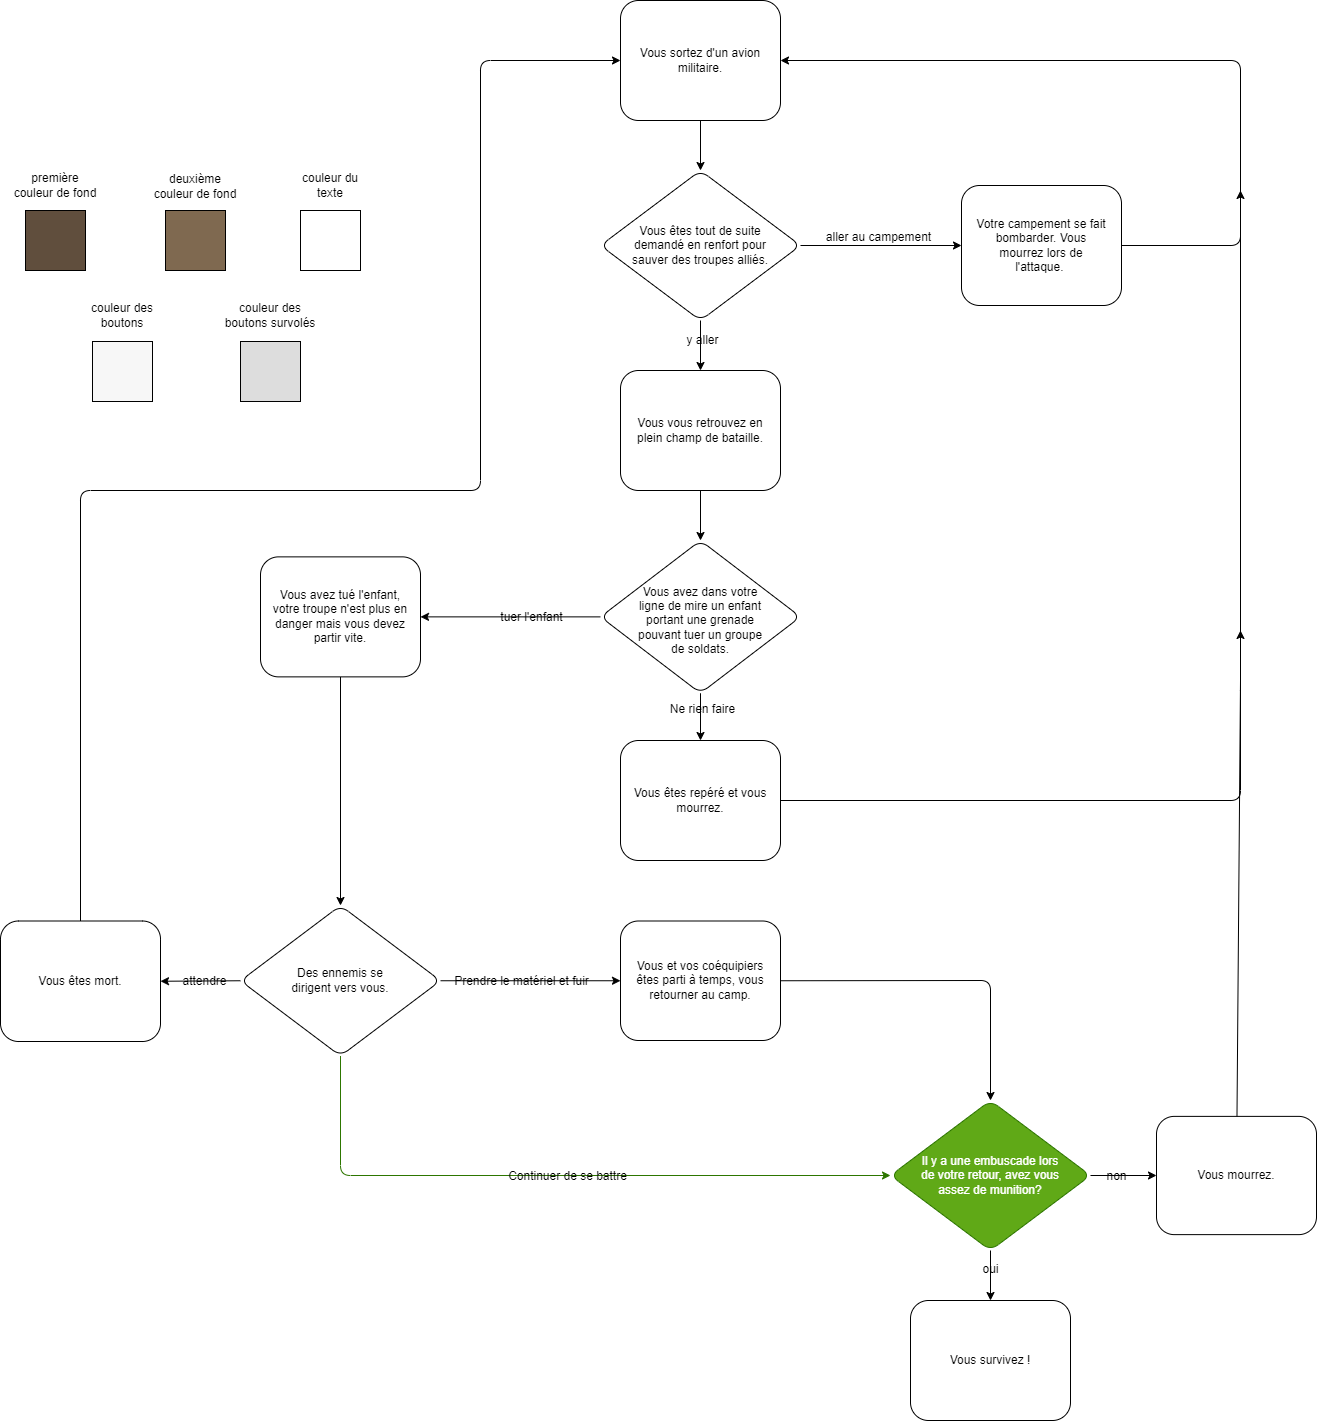 Vous sortez d'un avion
militaire.
première
couleur de fond
deuxième
couleur de fond
couleur du
texte
couleur des
boutons
couleur des
boutons survolés
Vous êtes tout de suite
demandé en renfort pour
sauver des troupes alliés.
aller au campement
Votre campement se fait
bombarder. Vous
mourrez lors de
l'attaque.
y aller
Vous vous retrouvez en
plein champ de bataille.
Vous avez dans votre
ligne de mire un enfant
portant une grenade
pouvant tuer un groupe
de soldats.
tuer l'enfant
Vous avez tué l'enfant,
votre troupe n'est plus en
danger mais vous devez
partir vite.
Ne rien faire
Vous êtes repéré et vous
mourrez.
Des ennemis se
dirigent vers vous.
attendre
Vous êtes mort.
Prendre le matériel et fuir
Vous et vos coéquipiers
êtes parti à temps, vous
retourner au camp.
Continuer de se battre
Il y a une embuscade lors
de votre retour, avez vous
assez de munition?
non
Vous mourrez.
oui
Vous survivez !